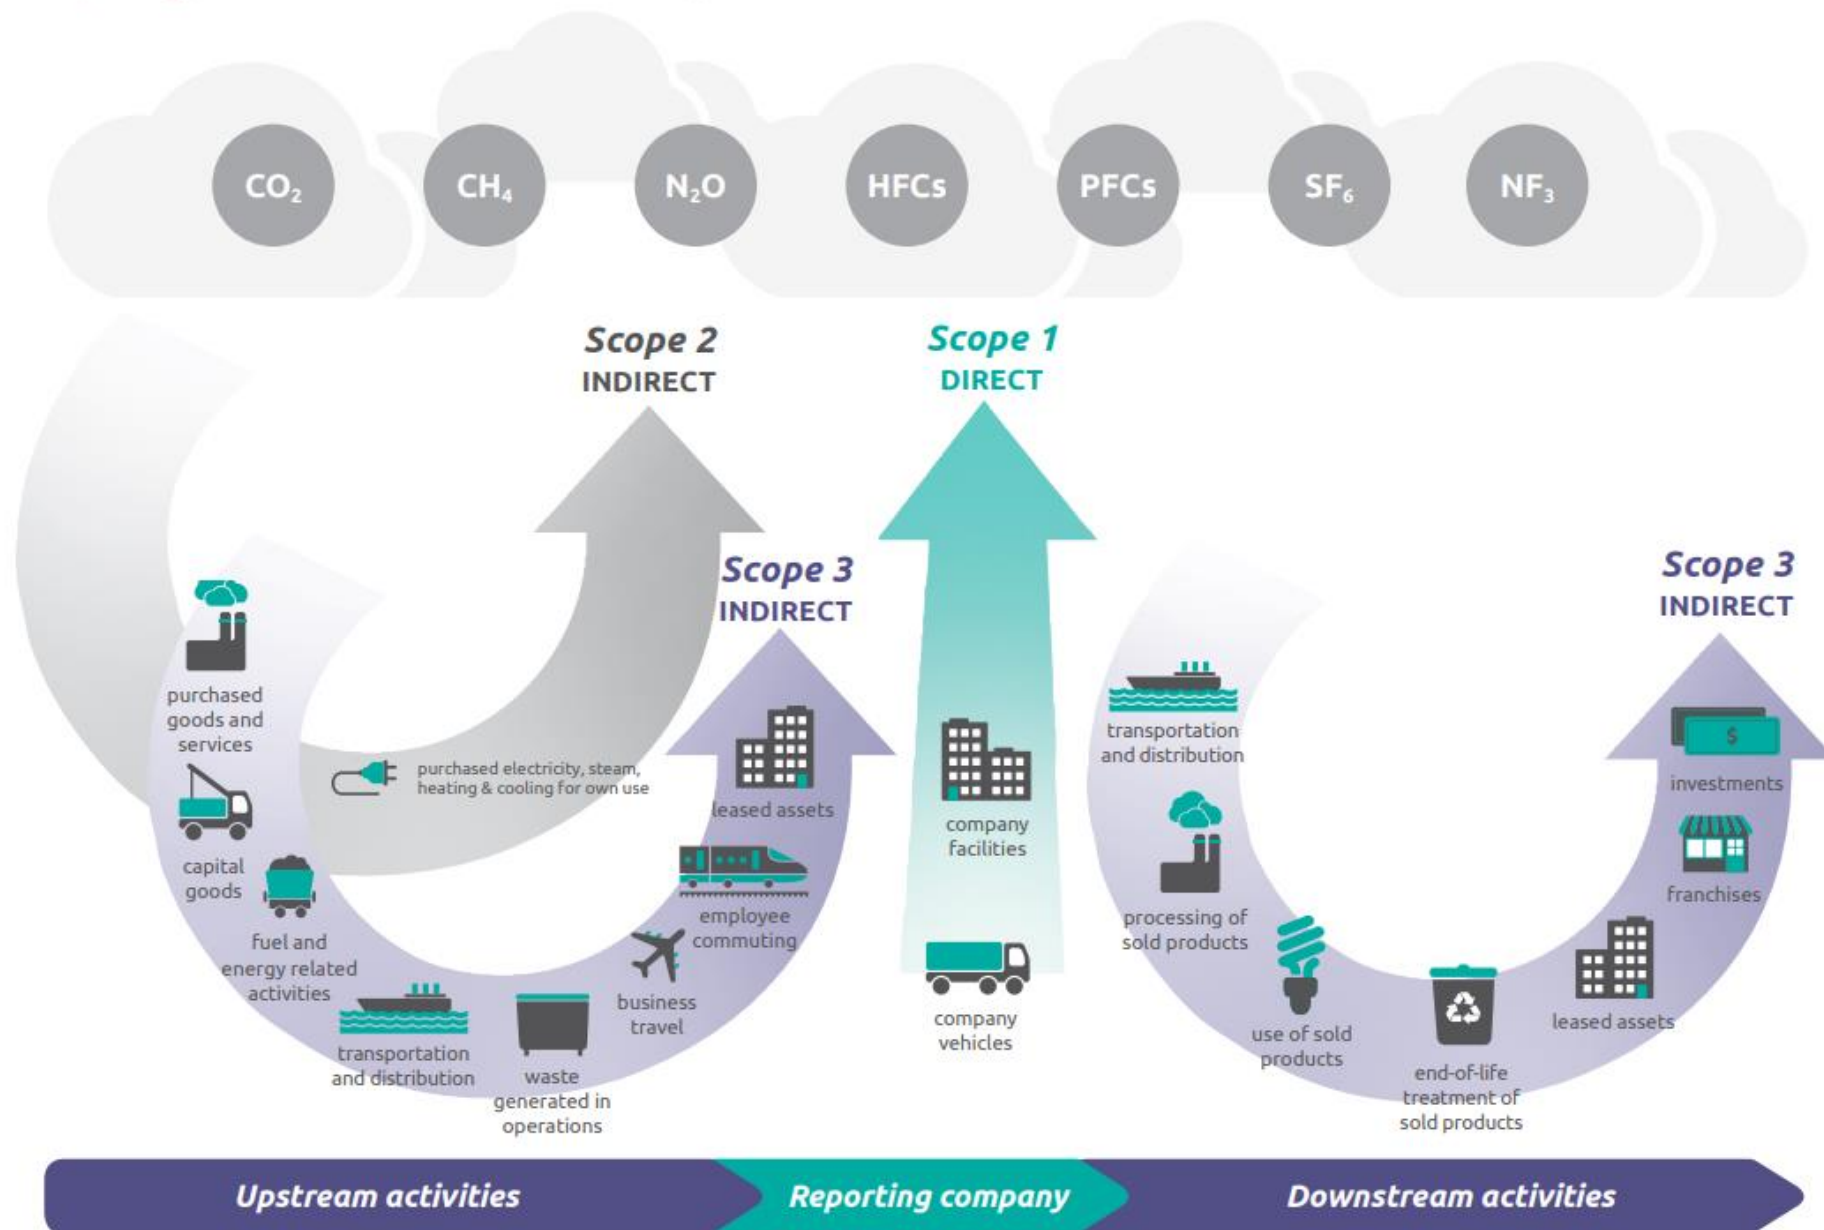 CO₂
CH₄
N₂O
HFCs
PFCs
SF₆
NF₃
Scope 2
INDIRECT
Scope 1
DIRECT
Scope 3
INDIRECT
Scope 3
INDIRECT
purchased
goods and
services
capital
goods
fuel and
energy related
activities
transportation
and distribution
waste
generated in
operations
business
travel
employee
commuting
leased assets
purchased electricity, steam,
heating & cooling for own use
company
facilities
company
vehicles
transportation
and distribution
processing of
sold products
use of sold
products
end-of-life
treatment of
sold products
leased assets
franchises
$
investments
Upstream activities
Reporting company
Downstream activities